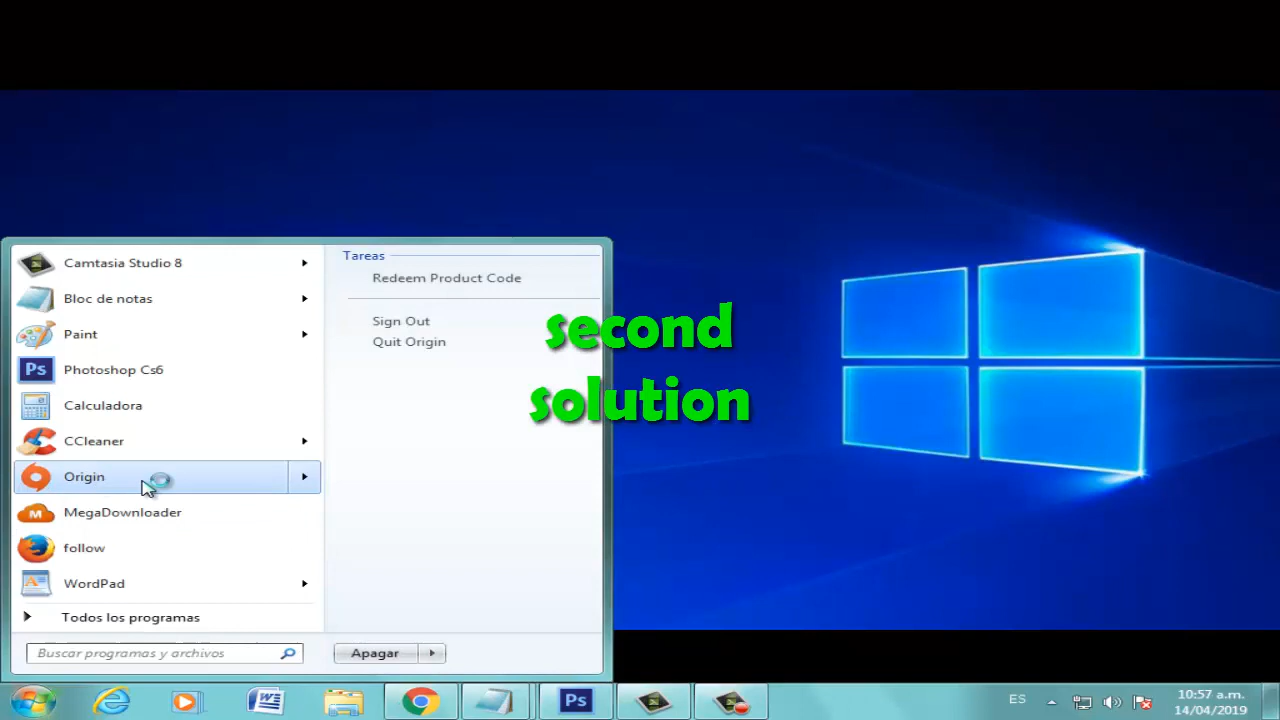 Camtasia Studio 8
Bloc de notas
Paint
Ps Photoshop Cs6
Calculadora
CCleaner
Origin
MegaDownloader
follow
WordPad
Todos los programas
Buscar programas y archivos
Tareas
Redeem Product Code
Sign Out
Quit Origin
Apagar
second
solution
Ps
ES
10:57 a.m.
14/04/2019